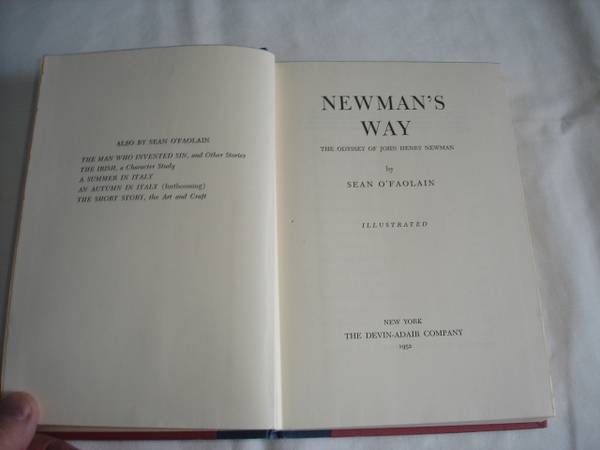 ALSO BY SEAN O'FAOLAIN
THE MAN WHO INVENTED SIN, and Other Stories
THE IRISH, a Character Study
A SUMMER IN ITALY
AN AUTUMN IN ITALY (forthcoming)
THE SHORT STORY, the Art and Craft
NEWMAN'S
WAY
THE ODYSSEY OF JOHN HENRY NEWMAN
by
SEAN O'FAOLAIN
ILLUSTRATED
NEW YORK
THE DEVIN-ADAIR COMPANY
1952